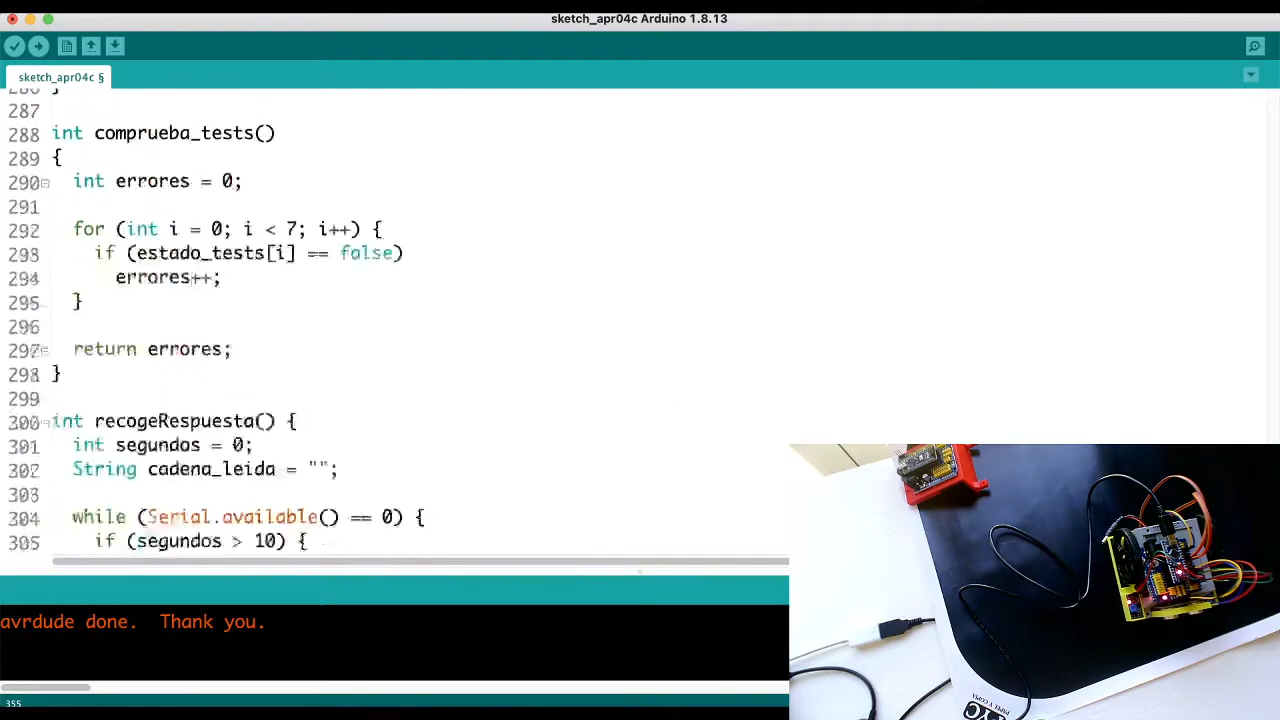 sketch_apr04c Arduino 1.8.13
sketch_apr04c §
286 }
287
288 int comprueba_tests()
289 {
290 int errores = 0;
291
292 for (int i = 0; i < 7; i++) {
293 if (estado_tests[i] == false)
294 errores++;
295 }
296
297 return errores;
298 }
299
300 int recogeRespuesta() {
301 int segundos = 0;
302 String cadena_leida = "";
303
304 while (Serial.available() == 0) {
305 if (segundos > 10) {
avrdude done.  Thank you.
355
PAPEL Y COPIA